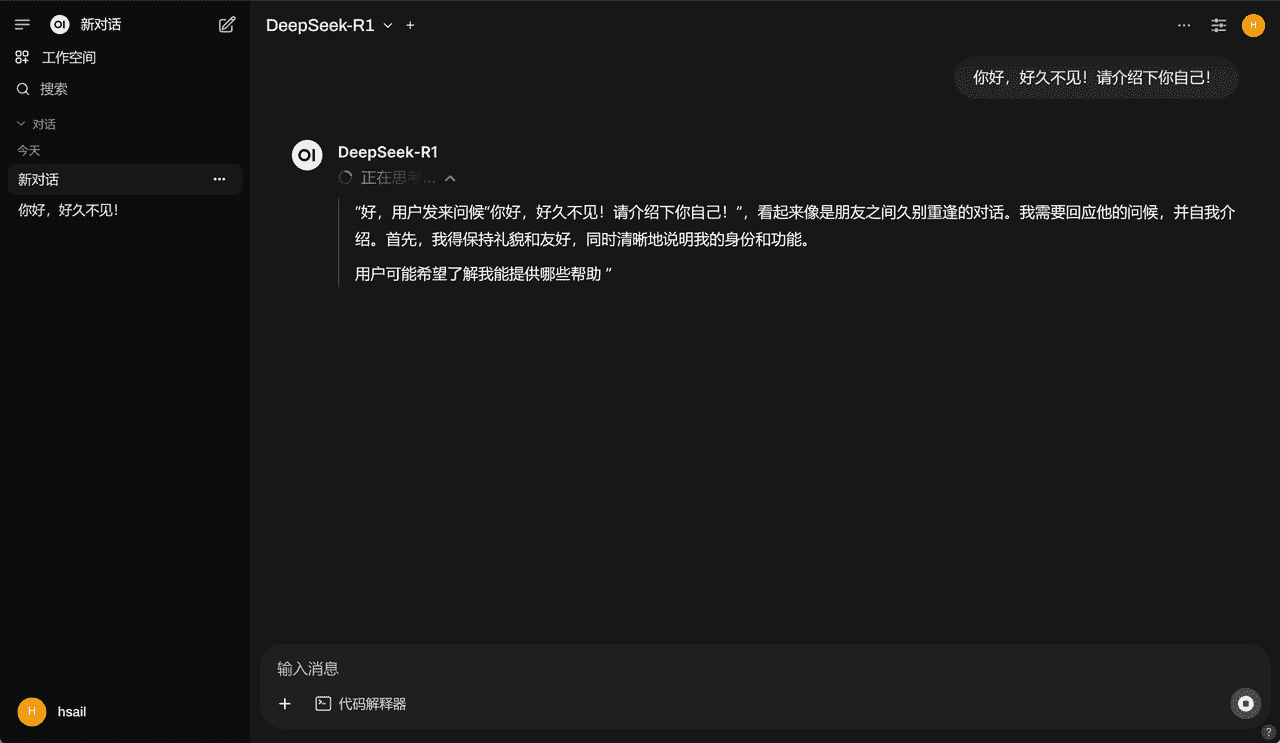 OI 新对话
工作空间
搜索
对话
今天
新对话
你好，好久不见！
H hsail
DeepSeek-R1
H
你好，好久不见！请介绍下你自己！
OI DeepSeek-R1
正在思考...
“好，用户发来问候“你好，好久不见！请介绍下你自己！”，看起来像是朋友之间久别重逢的对话。我需要回应他的问候，并自我介
绍。首先，我得保持礼貌和友好，同时清晰地说明我的身份和功能。
用户可能希望了解我能提供哪些帮助 ”
输入消息
代码解释器
?